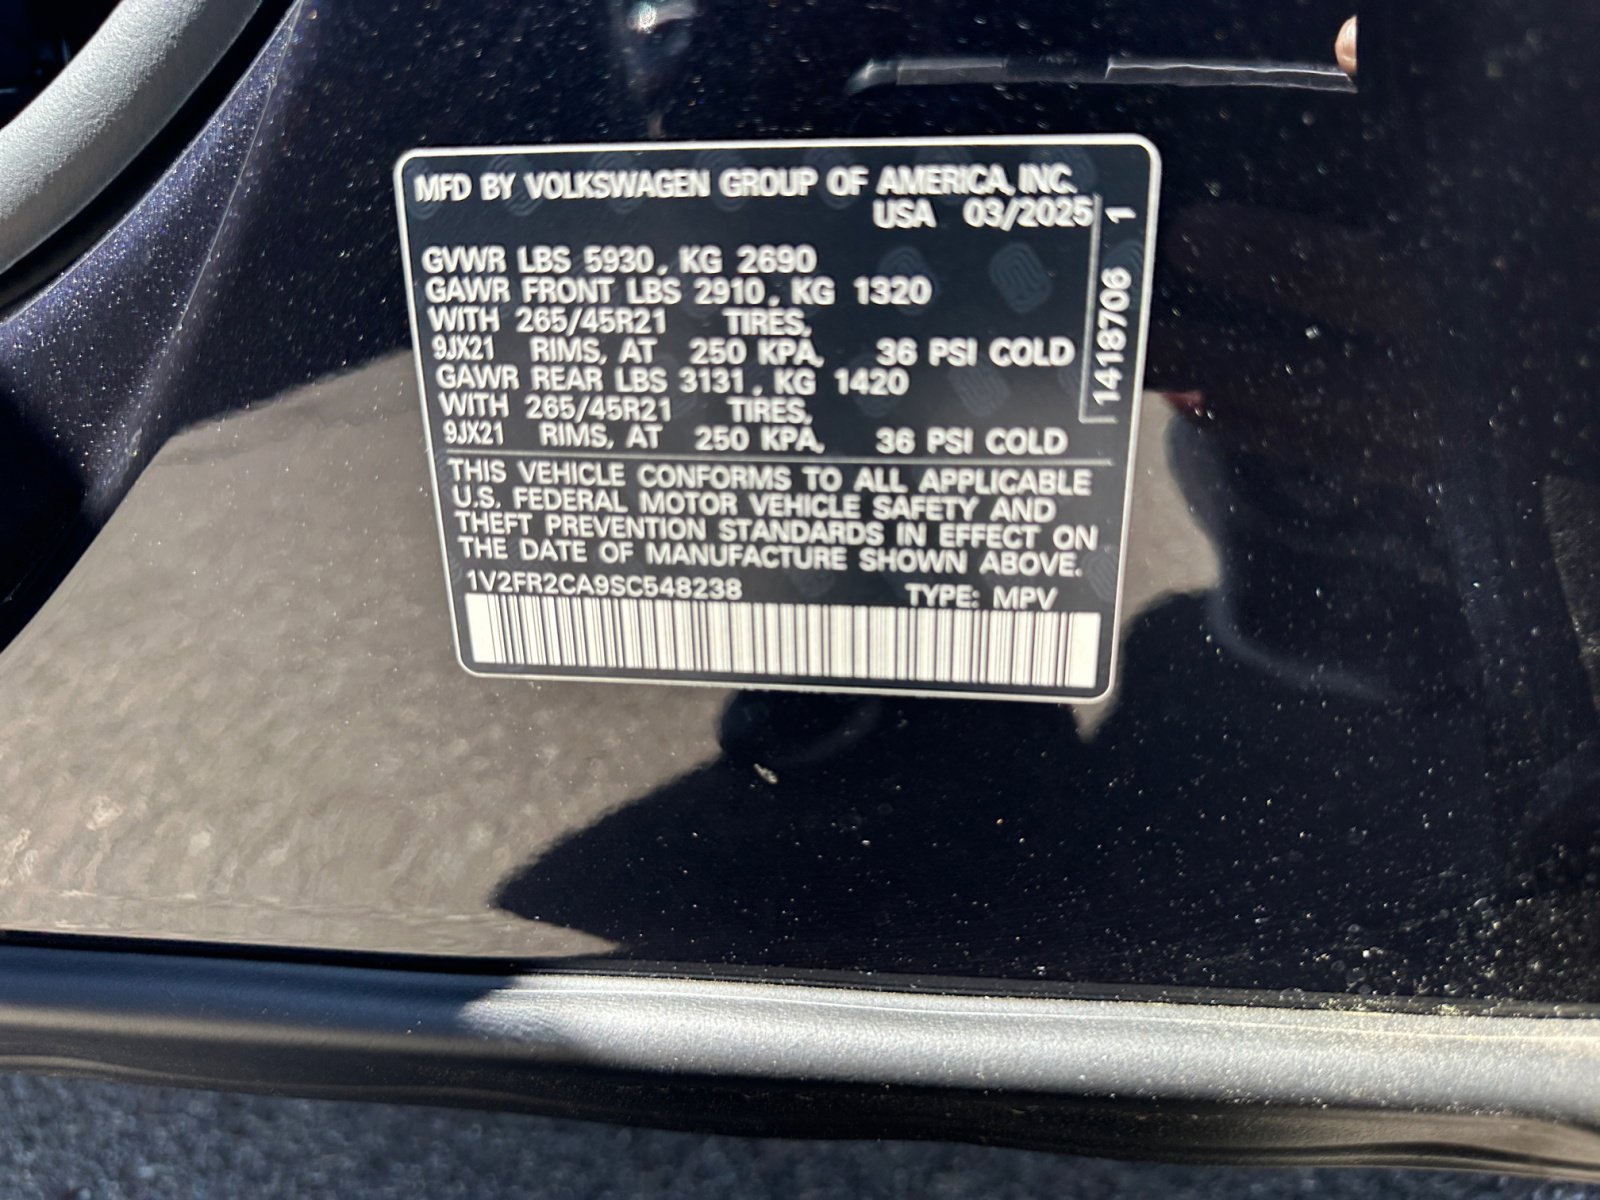 MFD BY VOLKSWAGEN GROUP OF AMERICA, INC.
USA 03/2025
GVWR LBS 5930, KG 2690
GAWR FRONT LBS 2910, KG 1320
WITH 265/45R21 TIRES,
9JX21 RIMS, AT 250 KPA, 36 PSI COLD
GAWR REAR LBS 3131, KG 1420
WITH 265/45R21 TIRES,
9JX21 RIMS, AT 250 KPA, 36 PSI COLD
1418706 1
THIS VEHICLE CONFORMS TO ALL APPLICABLE
U.S. FEDERAL MOTOR VEHICLE SAFETY AND
THEFT PREVENTION STANDARDS IN EFFECT ON
THE DATE OF MANUFACTURE SHOWN ABOVE.
1V2FR2CA9SC548238 TYPE: MPV